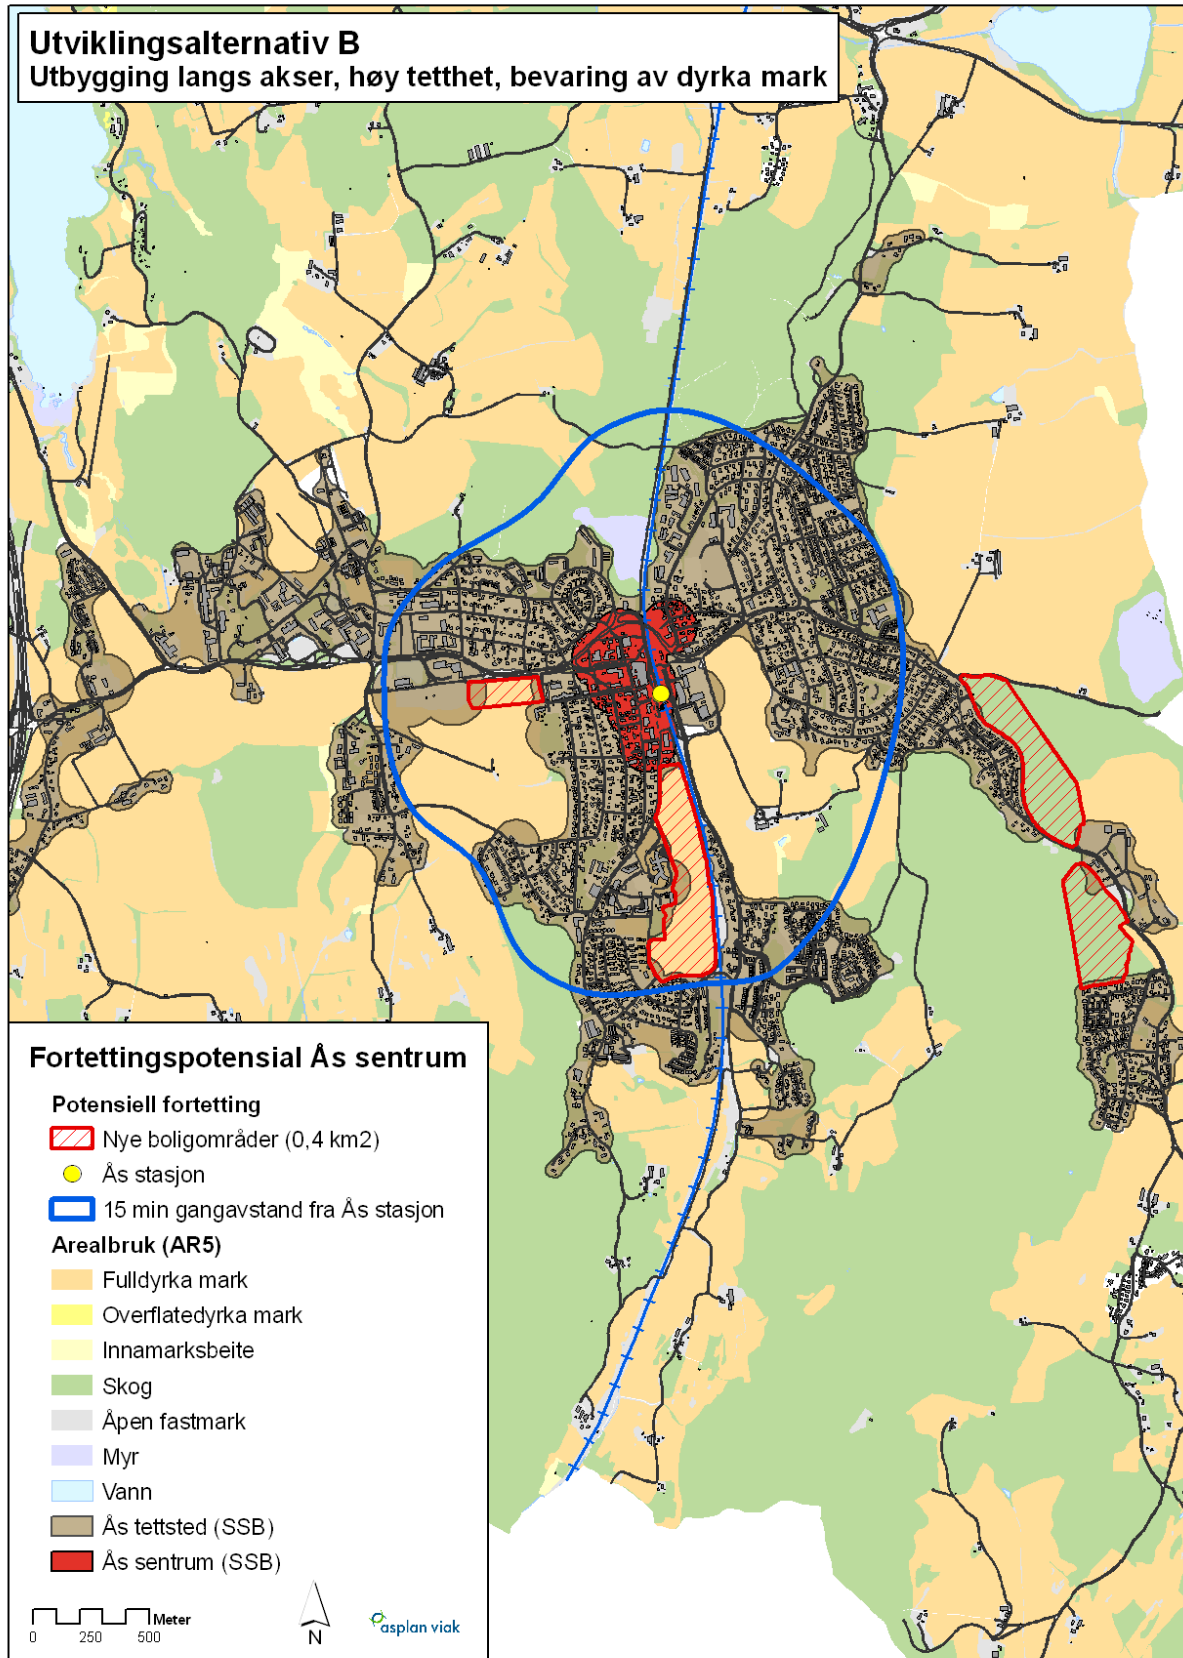 Utviklingsalternativ B
Utbygging langs akser, høy tetthet, bevaring av dyrka mark
Fortettingspotensial Ås sentrum
Potensiell fortetting
Nye boligområder (0,4 km2)
Ås stasjon
15 min gangavstand fra Ås stasjon
Arealbruk (AR5)
Fulldyrka mark
Overflatedyrka mark
Innamarksbeite
Skog
Åpen fastmark
Myr
Vann
Ås tettsted (SSB)
Ås sentrum (SSB)
Meter
0 250 500
N
asplan viak